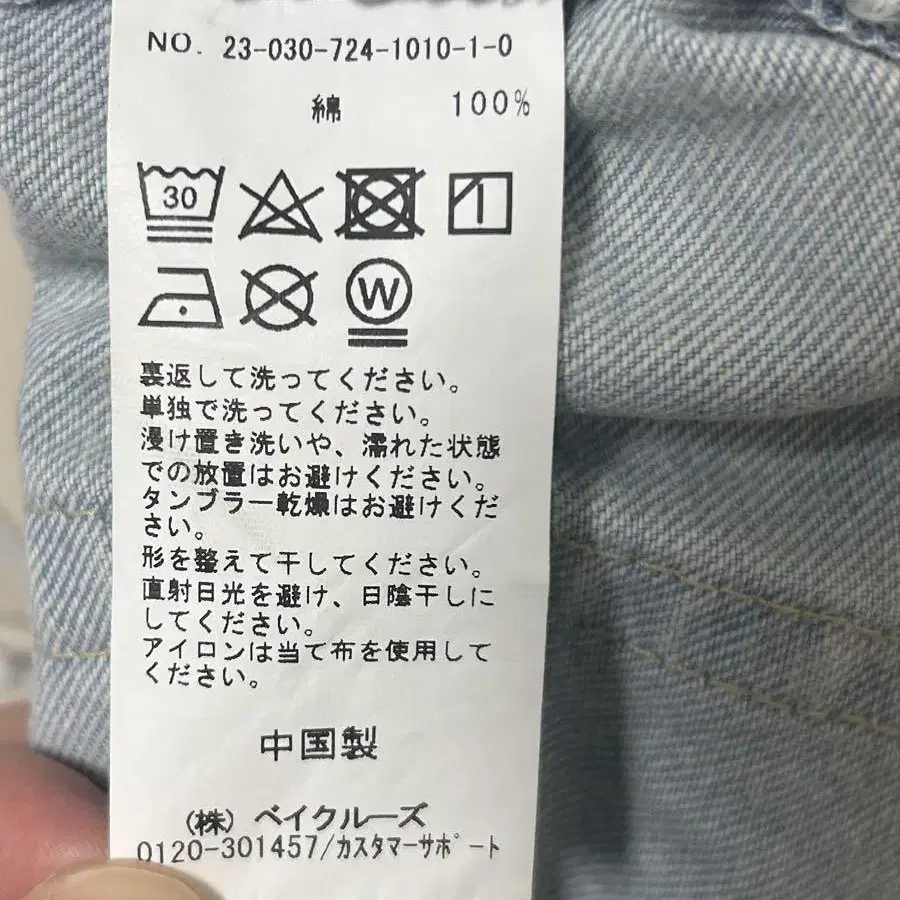 NO. 23-030-724-1010-1-0
綿 100%
30
W
裏返して洗ってください。
単独で洗ってください。
浸け置き洗いや、濡れた状態
での放置はお避けください。
タンブラー乾燥はお避けくだ
さい。
形を整えて干してください。
直射日光を避け、日陰干しに
してください。
アイロンは当て布を使用して
ください。
中国製
(株) ベイクルーズ
0120-301457/カスタマーサポート